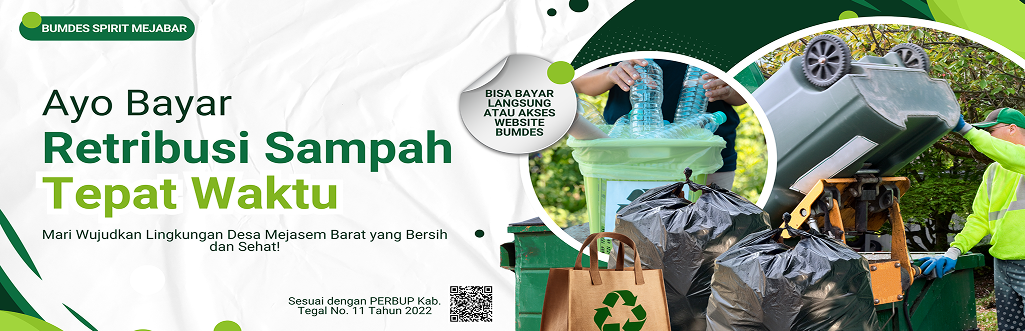 BUMDES SPIRIT MEJABAR
Ayo Bayar
Retribusi Sampah
Tepat Waktu
Mari Wujudkan Lingkungan Desa Mejasem Barat yang Bersih
dan Sehat!
BISA BAYAR
LANGSUNG
ATAU AKSES
WEBSITE
BUMDES
Sesuai dengan PERBUP Kab.
Tegal No. 11 Tahun 2022